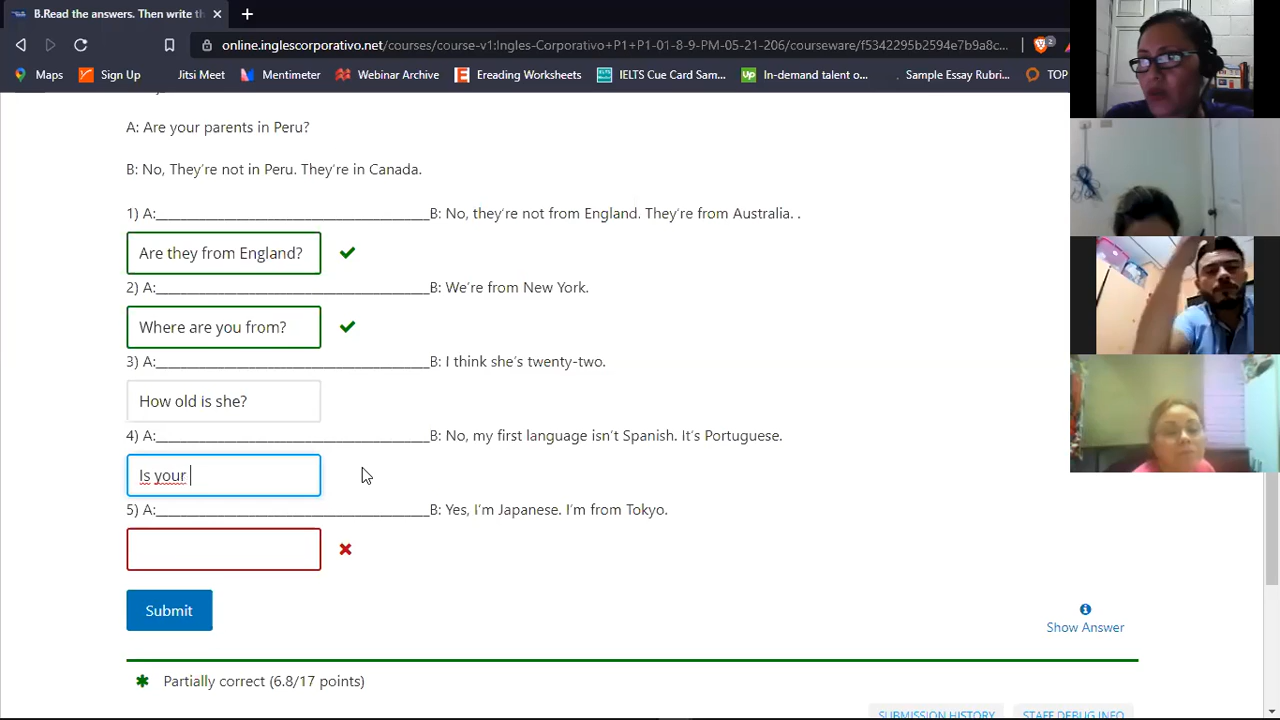 B.Read the answers. Then write th
online.inglescorporativo.net/courses/course-v1:Ingles-Corporativo+P1+P1-01-8-9-PM-05-21-206/courseware/f5342295b2594e7b9a8c...
2
Maps Sign Up Jitsi Meet Mentimeter Webinar Archive Ereading Worksheets IELTS Cue Card Sam... In-demand talent o... Sample Essay Rubri... TOP
A: Are your parents in Peru?
B: No, They're not in Peru. They're in Canada.
1) A:______________________________________B: No, they're not from England. They're from Australia. .
Are they from England?
2) A:______________________________________B: We're from New York.
Where are you from?
3) A:______________________________________B: I think she's twenty-two.
How old is she?
4) A:______________________________________B: No, my first language isn't Spanish. It's Portuguese.
Is your
5) A:______________________________________B: Yes, I'm Japanese. I'm from Tokyo.
Submit
Show Answer
Partially correct (6.8/17 points)
SUBMISSION HISTORY STAFF DEBUG INFO